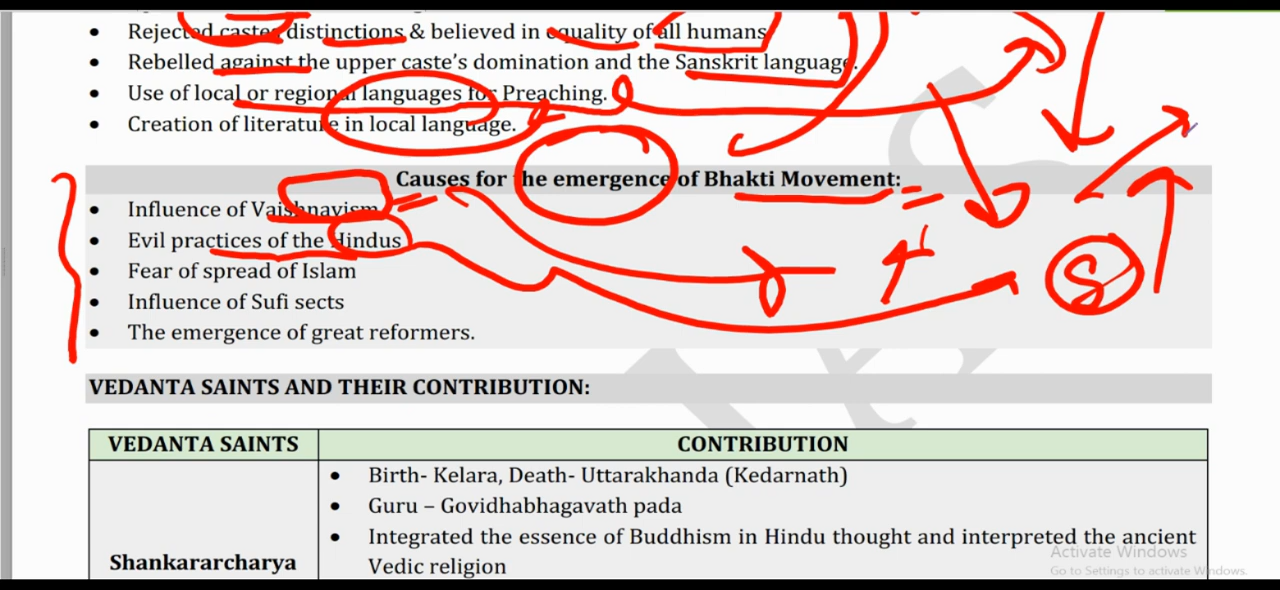 • Rejected castes distinctions & believed in equality of all humans
• Rebelled against the upper caste's domination and the Sanskrit language.
• Use of local or regional languages for Preaching.
• Creation of literature in local language.
Causes for the emergence of Bhakti Movement:
• Influence of Vaishnavism
• Evil practices of the Hindus
• Fear of spread of Islam
• Influence of Sufi sects
• The emergence of great reformers.
S
VEDANTA SAINTS AND THEIR CONTRIBUTION:
VEDANTA SAINTS CONTRIBUTION
• Birth- Kelara, Death- Uttarakhanda (Kedarnath)
• Guru – Govidhabhagavath pada
• Integrated the essence of Buddhism in Hindu thought and interpreted the ancient
Shankararcharya Vedic religion
Activate Windows
Go to Settings to activate Windows.